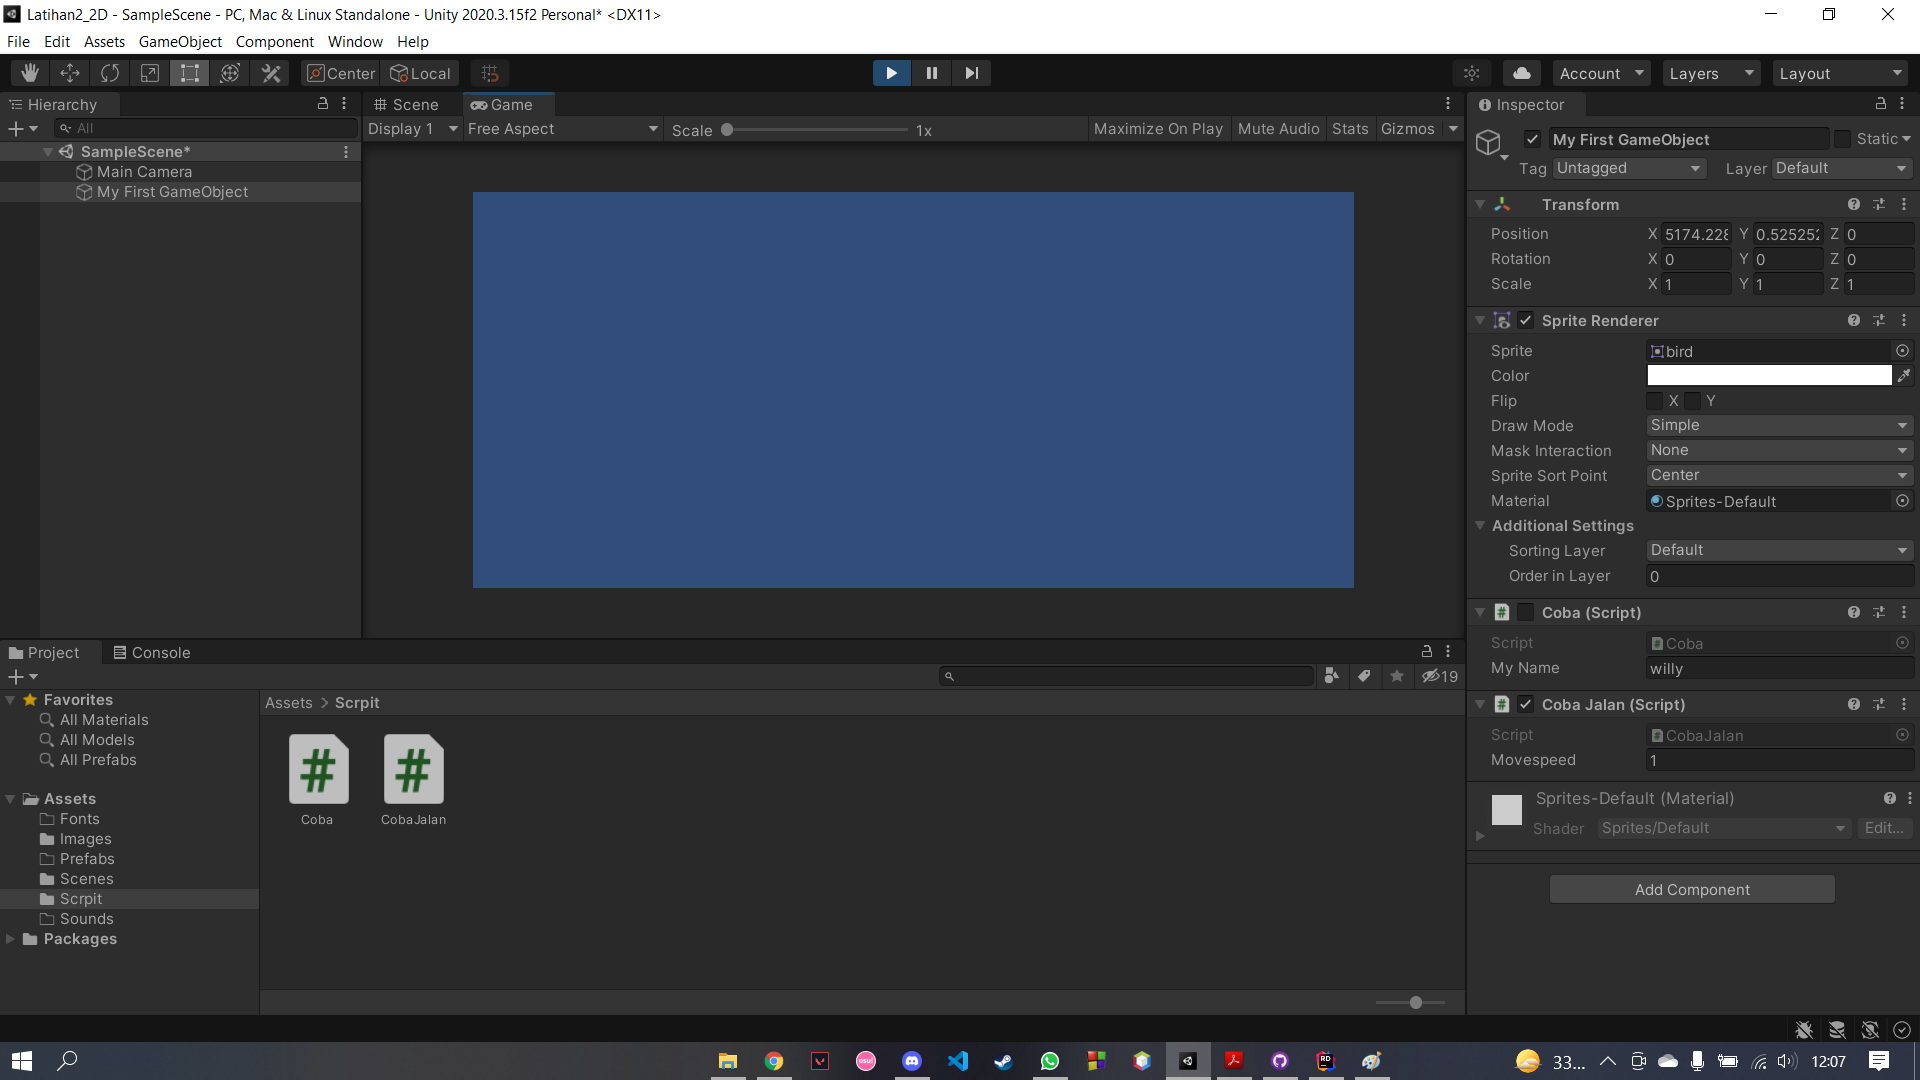 Latihan2_2D - SampleScene - PC, Mac & Linux Standalone - Unity 2020.3.15f2 Personal* <DX11>
File Edit Assets GameObject Component Window Help
Center Local Account Layers Layout
Hierarchy
All
SampleScene*
Main Camera
My First GameObject
Scene Game
Display 1 Free Aspect Scale 1x Maximize On Play Mute Audio Stats Gizmos
Inspector
My First GameObject Static
Tag Untagged Layer Default
Transform
Position X 5174.228 Y 0.525252 Z 0
Rotation X 0 Y 0 Z 0
Scale X 1 Y 1 Z 1
Sprite Renderer
Sprite bird
Color
Flip X Y
Draw Mode Simple
Mask Interaction None
Sprite Sort Point Center
Material Sprites-Default
Additional Settings
Sorting Layer Default
Order in Layer 0
# Coba (Script)
Script # Coba
My Name willy
# Coba Jalan (Script)
Script # CobaJalan
Movespeed 1
Sprites-Default (Material)
Shader Sprites/Default Edit...
Add Component
Project Console
19
Favorites
All Materials
All Models
All Prefabs
Assets
Fonts
Images
Prefabs
Scenes
Scrpit
Sounds
Packages
Assets > Scrpit
# #
Coba CobaJalan
osu! RD 33... 12:07